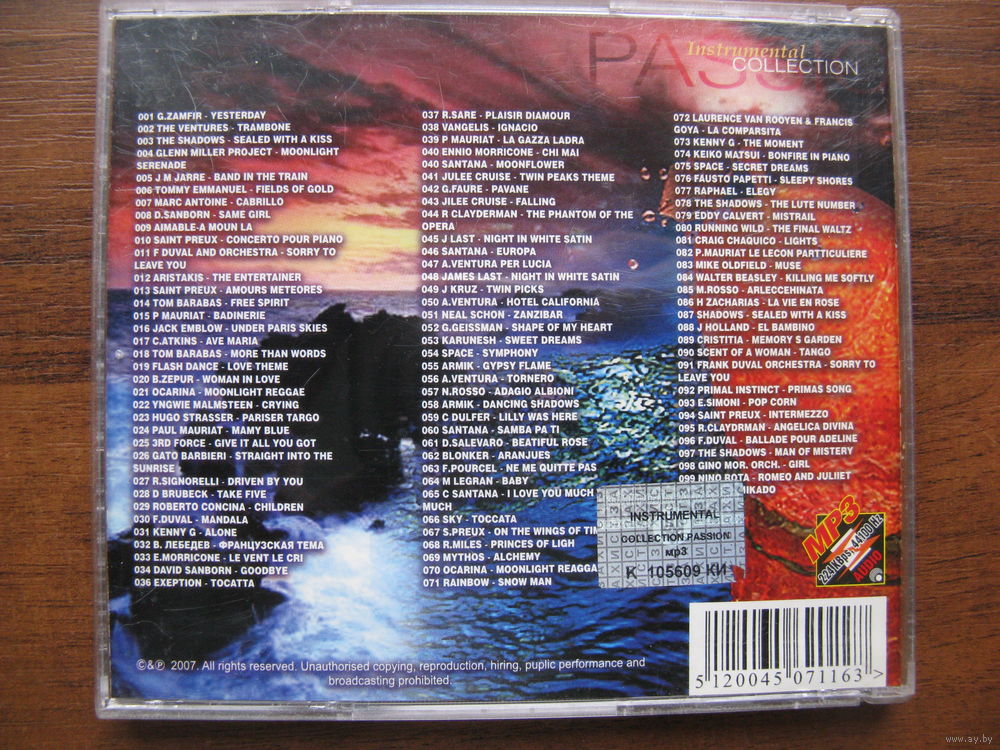 PASSI
Instrumental
COLLECTION
001 G.ZAMFIR - YESTERDAY
002 THE VENTURES - TRAMBONE
003 THE SHADOWS - SEALED WITH A KISS
004 GLENN MILLER PROJECT - MOONLIGHT
SERENADE
005 J M JARRE - BAND IN THE TRAIN
006 TOMMY EMMANUEL - FIELDS OF GOLD
007 MARC ANTOINE - CABRILLO
008 D.SANBORN - SAME GIRL
009 AIMABLE-A MOUN LA
010 SAINT PREUX - CONCERTO POUR PIANO
011 F DUVAL AND ORCHESTRA - SORRY TO
LEAVE YOU
012 ARISTAKIS - THE ENTERTAINER
013 SAINT PREUX - AMOURS METEORES
014 TOM BARABAS - FREE SPIRIT
015 P MAURIAT - BADINERIE
016 JACK EMBLOW - UNDER PARIS SKIES
017 C.ATKINS - AVE MARIA
018 TOM BARABAS - MORE THAN WORDS
019 FLASH DANCE - LOVE THEME
020 B.ZEPUR - WOMAN IN LOVE
021 OCARINA - MOONLIGHT REGGAE
022 YNGWIE MALMSTEEN - CRYING
023 HUGO STRASSER - PARISER TARGO
024 PAUL MAURIAT - MAMY BLUE
025 3RD FORCE - GIVE IT ALL YOU GOT
026 GATO BARBIERI - STRAIGHT INTO THE
SUNRISE
027 R.SIGNORELLI - DRIVEN BY YOU
028 D BRUBECK - TAKE FIVE
029 ROBERTO CONCINA - CHILDREN
030 F.DUVAL - MANDALA
031 KENNY G - ALONE
032 В. ЛЕБЕДЕВ - ФРАНЦУЗСКАЯ ТЕМА
033 E.MORRICONE - LE VENT LE CRI
034 DAVID SANBORN - GOODBYE
036 EXEPTION - TOCATTA
037 R.SARE - PLAISIR DIAMOUR
038 VANGELIS - IGNACIO
039 P MAURIAT - LA GAZZA LADRA
040 ENNIO MORRICONE - CHI MAI
040 SANTANA - MOONFLOWER
041 JULEE CRUISE - TWIN PEAKS THEME
042 G.FAURE - PAVANE
043 JILEE CRUISE - FALLING
044 R CLAYDERMAN - THE PHANTOM OF THE
OPERA
045 J LAST - NIGHT IN WHITE SATIN
046 SANTANA - EUROPA
047 A.VENTURA PER LUCIA
048 JAMES LAST - NIGHT IN WHITE SATIN
049 J KRUZ - TWIN PICKS
050 A.VENTURA - HOTEL CALIFORNIA
051 NEAL SCHON - ZANZIBAR
052 G.GEISSMAN - SHAPE OF MY HEART
053 KARUNESH - SWEET DREAMS
054 SPACE - SYMPHONY
055 ARMIK - GYPSY FLAME
056 A.VENTURA - TORNERO
057 N.ROSSO - ADAGIO ALBIONI
058 ARMIK - DANCING SHADOWS
059 C DULFER - LILLY WAS HERE
060 SANTANA - SAMBA PA TI
061 D.SALEVARO - BEATIFUL ROSE
062 BLONKER - ARANJUES
063 F.POURCEL - NE ME QUITTE PAS
064 M LEGRAN - BABY
065 C SANTANA - I LOVE YOU MUCH
MUCH
066 SKY - TOCCATA
067 S.PREUX - ON THE WINGS OF TIM
068 R.MILES - PRINCES OF LIGH
069 MYTHOS - ALCHEMY
070 OCARINA - MOONLIGHT REAGGA
071 RAINBOW - SNOW MAN
072 LAURENCE VAN ROOYEN & FRANCIS
GOYA - LA COMPARSITA
073 KENNY G - THE MOMENT
074 KEIKO MATSUI - BONFIRE IN PIANO
075 SPACE - SECRET DREAMS
076 FAUSTO PAPETTI - SLEEPY SHORES
077 RAPHAEL - ELEGY
078 THE SHADOWS - THE LUTE NUMBER
079 EDDY CALVERT - MISTRAIL
080 RUNNING WILD - THE FINAL WALTZ
081 CRAIG CHAQUICO - LIGHTS
082 P.MAURIAT LE LECON PARTTICULIERE
083 MIKE OLDFIELD - MUSE
084 WALTER BEASLEY - KILLING ME SOFTLY
085 M.ROSSO - ARLECCEHINATA
086 H ZACHARIAS - LA VIE EN ROSE
087 SHADOWS - SEALED WITH A KISS
088 J HOLLAND - EL BAMBINO
089 CRISTITIA - MEMORY S GARDEN
090 SCENT OF A WOMAN - TANGO
091 FRANK DUVAL ORCHESTRA - SORRY TO
LEAVE YOU
092 PRIMAL INSTINCT - PRIMAS SONG
093 E.SIMONI - POP CORN
094 SAINT PREUX - INTERMEZZO
095 R.CLAYDRMAN - ANGELICA DIVINA
096 F.DUVAL - BALLADE POUR ADELINE
097 THE SHADOWS - MAN OF MISTERY
098 GINO MOR. ORCH. - GIRL
099 NINO ROTA - ROMEO AND JULIIET
MIKADO
INSTRUMENTAL
COLLECTION PASSION
мр3
К 105609 КИ
MP3
224 KBps, 44100 Hz
AUDIO
©&℗ 2007. All rights reserved. Unauthorised copying, reproduction, hiring, puplic performance and
broadcasting prohibited.
5 120045 071163 >
www.ay.by